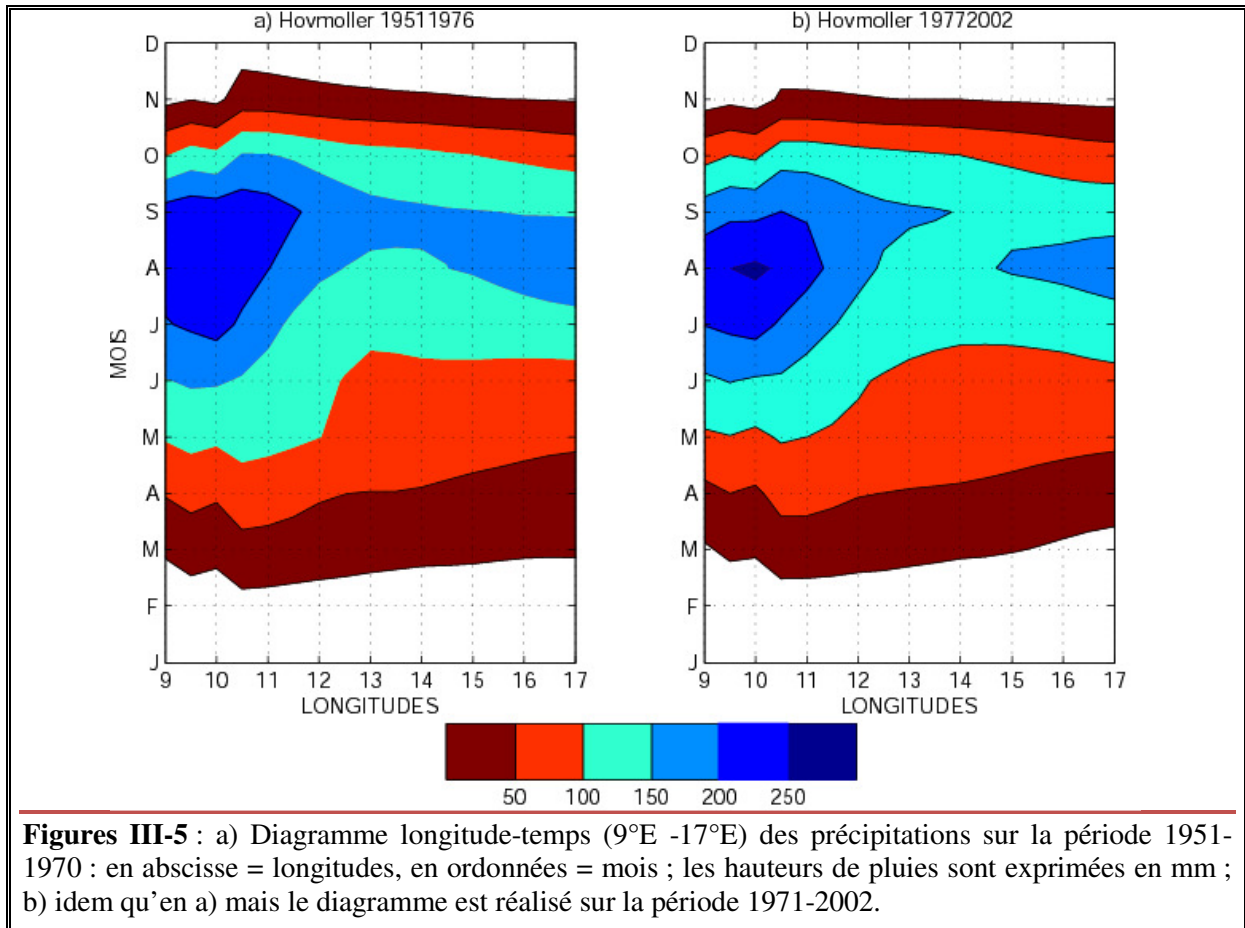 a) Hovmoller 19511976
D
N
O
S
A
J
J
M
A
M
F
J
MOIS
9 10 11 12 13 14 15 16 17
LONGITUDES
b) Hovmoller 19772002
D
N
O
S
A
J
J
M
A
M
F
J
9 10 11 12 13 14 15 16 17
LONGITUDES
50 100 150 200 250
Figures III-5 : a) Diagramme longitude-temps (9°E -17°E) des précipitations sur la période 1951-
1970 : en abscisse = longitudes, en ordonnées = mois ; les hauteurs de pluies sont exprimées en mm ;
b) idem qu’en a) mais le diagramme est réalisé sur la période 1971-2002.